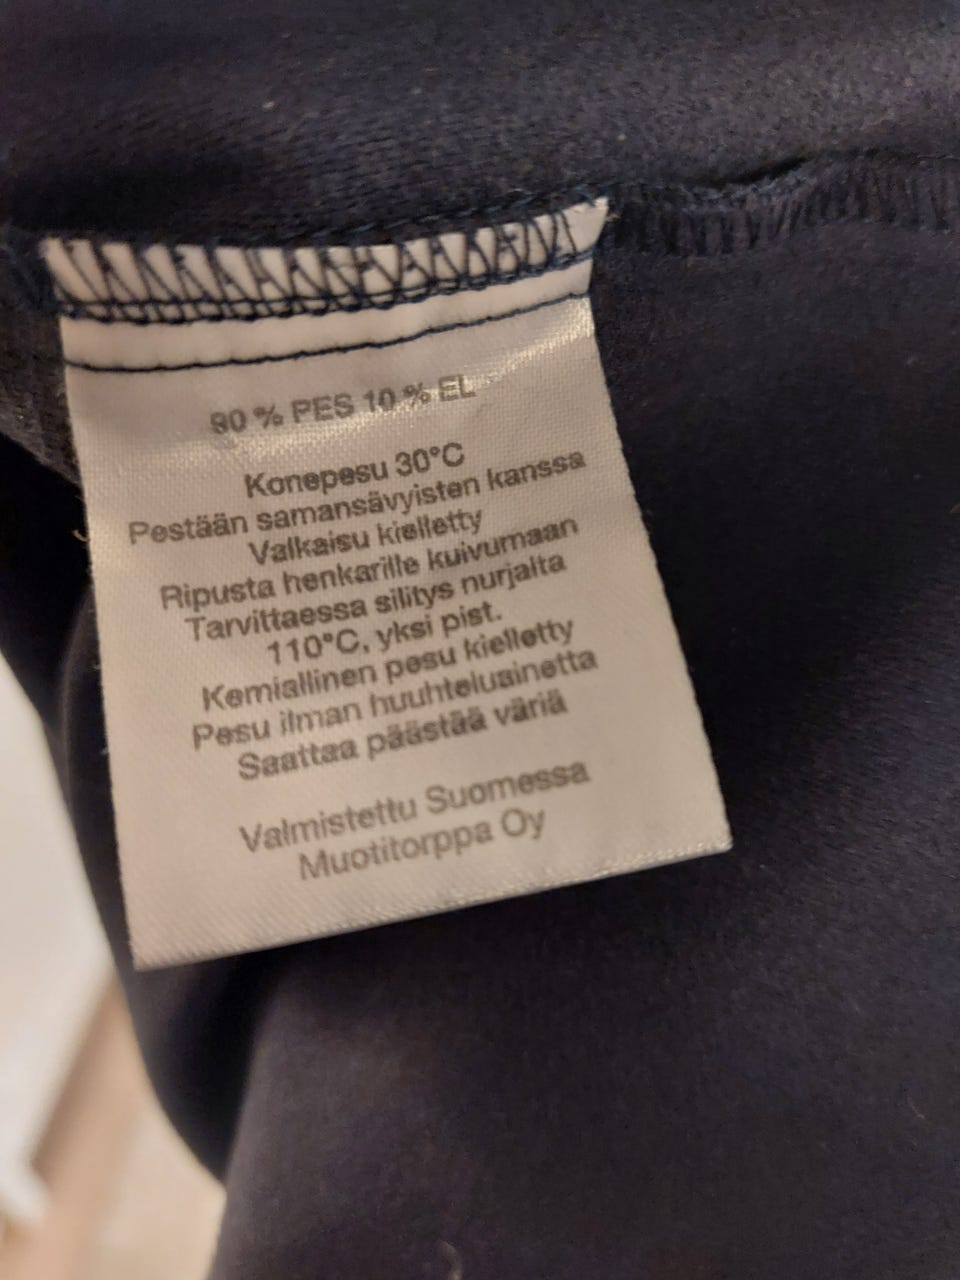 90 % PES 10 % EL
Konepesu 30°C
Pestään samansävyisten kanssa
Valkaisu kielletty
Ripusta henkarille kuivumaan
Tarvittaessa silitys nurjalta
110°C, yksi pist.
Kemiallinen pesu kielletty
Pesu ilman huuhteluainetta
Saattaa päästää väriä
Valmistettu Suomessa
Muotitorppa Oy